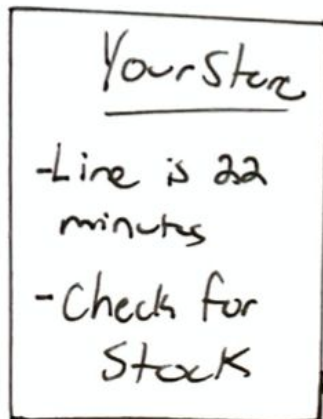 YourStore
-Line is 22
minutes
-Check for
Stock